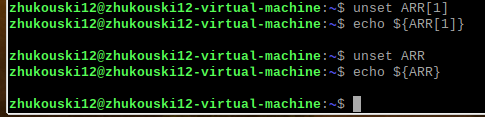 zhukouski12@zhukouski12-virtual-machine:~$ unset ARR[1]
zhukouski12@zhukouski12-virtual-machine:~$ echo ${ARR[1]}
zhukouski12@zhukouski12-virtual-machine:~$ unset ARR
zhukouski12@zhukouski12-virtual-machine:~$ echo ${ARR}
zhukouski12@zhukouski12-virtual-machine:~$